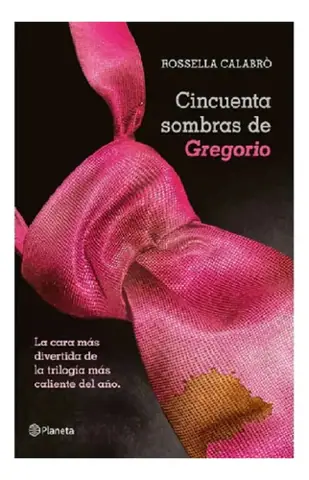 ROSSELLA CALABRÒ
Cincuenta
sombras de
Gregorio
La cara más
divertida de
la trilogía más
caliente del año.
Planeta